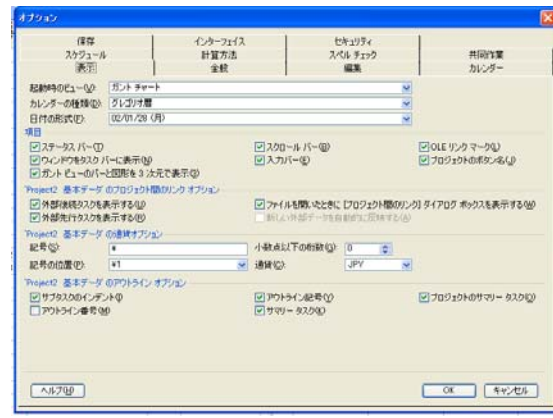 オプション
保存 インターフェイス セキュリティ
スケジュール 計算方法 スペル チェック 共同作業
表示 全般 編集 カレンダー
起動時のビュー(W): ガント チャート
カレンダーの種類(D): グレゴリオ暦
日付の形式(F): 02/01/28 (月)
項目
ステータス バー(T) スクロール バー(B) OLE リンク マーク(L)
ウィンドウをタスク バーに表示(N) 入力バー(E) プロジェクトのボタン名(J)
ガント ビューのバーと図形を 3 次元で表示(3)
'Project2 基本データ' のプロジェクト間のリンク オプション
外部後続タスクを表示する(U) ファイルを開いたときに [プロジェクト間のリンク] ダイアログ ボックスを表示する(W)
外部先行タスクを表示する(R) 新しい外部データを自動的に反映する(A)
'Project2 基本データ' の通貨オプション
記号(S): 小数点以下の桁数(I): 0
記号の位置(P): 通貨(C): JPY
'Project2 基本データ' のアウトライン オプション
サブタスクのインデント(I) アウトライン記号(Y) プロジェクトのサマリー タスク(O)
アウトライン番号(M) サマリー タスク(K)
ヘルプ(H) OK キャンセル